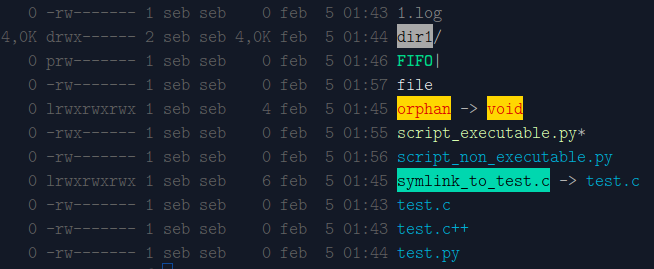 0 -rw------- 1 seb seb 0 feb 5 01:43 1.log
4,0K drwx------ 2 seb seb 4,0K feb 5 01:44 dir1/
0 prw------- 1 seb seb 0 feb 5 01:46 FIFO|
0 -rw------- 1 seb seb 0 feb 5 01:57 file
0 lrwxrwxrwx 1 seb seb 4 feb 5 01:45 orphan -> void
0 -rwx------ 1 seb seb 0 feb 5 01:55 script_executable.py*
0 -rw------- 1 seb seb 0 feb 5 01:56 script_non_executable.py
0 lrwxrwxrwx 1 seb seb 6 feb 5 01:45 symlink_to_test.c -> test.c
0 -rw------- 1 seb seb 0 feb 5 01:43 test.c
0 -rw------- 1 seb seb 0 feb 5 01:43 test.c++
0 -rw------- 1 seb seb 0 feb 5 01:44 test.py